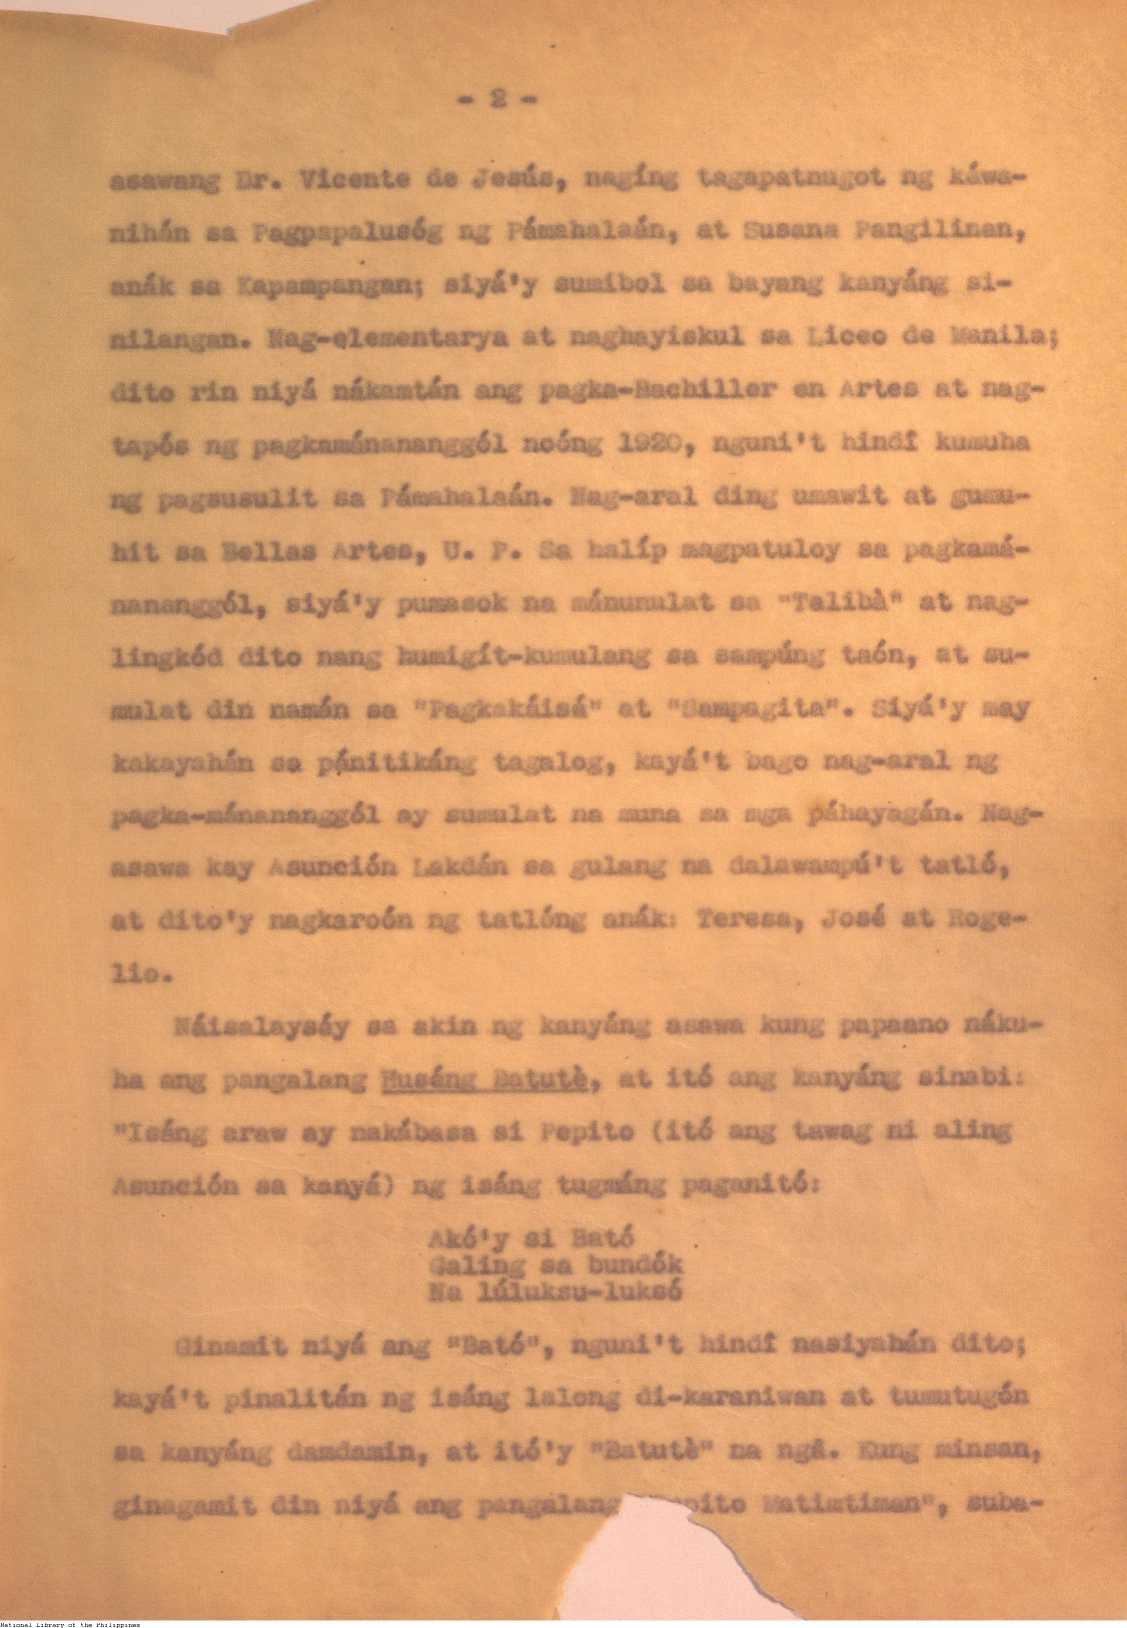 - 2 -
asawang Dr. Vicente de Jesús, nagíng tagapatnugot ng káwa-
nihán sa Pagpapalusóg ng Pámahalaán, at Susana Pangilinan,
anák sa Kapampangan; siyá'y sumibol sa bayang kanyáng si-
nilangan. Nag-elementarya at naghayiskul sa Liceo de Manila;
dito rin niyá nákamtán ang pagka-Bachiller en Artes at nag-
tapós ng pagkamánananggól noóng 1920, nguni't hindî kumuha
ng pagsusulit sa Pámahalaán. Nag-aral ding umawit at gumu-
hit sa Bellas Artes, U. P. Sa halíp magpatuloy sa pagkamá-
nananggól, siyá'y pumasok na mánunulat sa "Talibà" at nag-
lingkód dito nang humigít-kumulang sa sampúng taón, at su-
mulat din namán sa "Pagkakáisá" at "Sampagita". Siyá'y may
kakayahán sa pánitikáng tagalog, kayá't bago nag-aral ng
pagka-mánananggól ay sumulat na muna sa mga páhayagán. Nag-
asawa kay Asunción Lakdán sa gulang na dalawampú't tatló,
at dito'y nagkaroón ng tatlóng anák: Teresa, José at Roge-
lio.
Náisalaysáy sa akin ng kanyáng asawa kung papaano náku-
ha ang pangalang Husáng Batutè, at itó ang kanyáng sinabi:
"Isáng araw ay nakábasa si Pepito (itó ang tawag ni aling
Asunción sa kanyá) ng isáng tugmáng paganitó:
Akó'y si Bató
Galing sa bundók
Na lúluksu-luksó
Ginamit niyá ang "Bató", nguni't hindî nasiyahán dito;
kayá't pinalitán ng isáng lalong di-karaniwan at tumutugón
sa kanyáng damdamin, at itó'y "Batutè" na ngâ. Kung minsan,
ginagamit din niyá ang pangalang pito Matimtiman", suba-
National Library of the Philippines